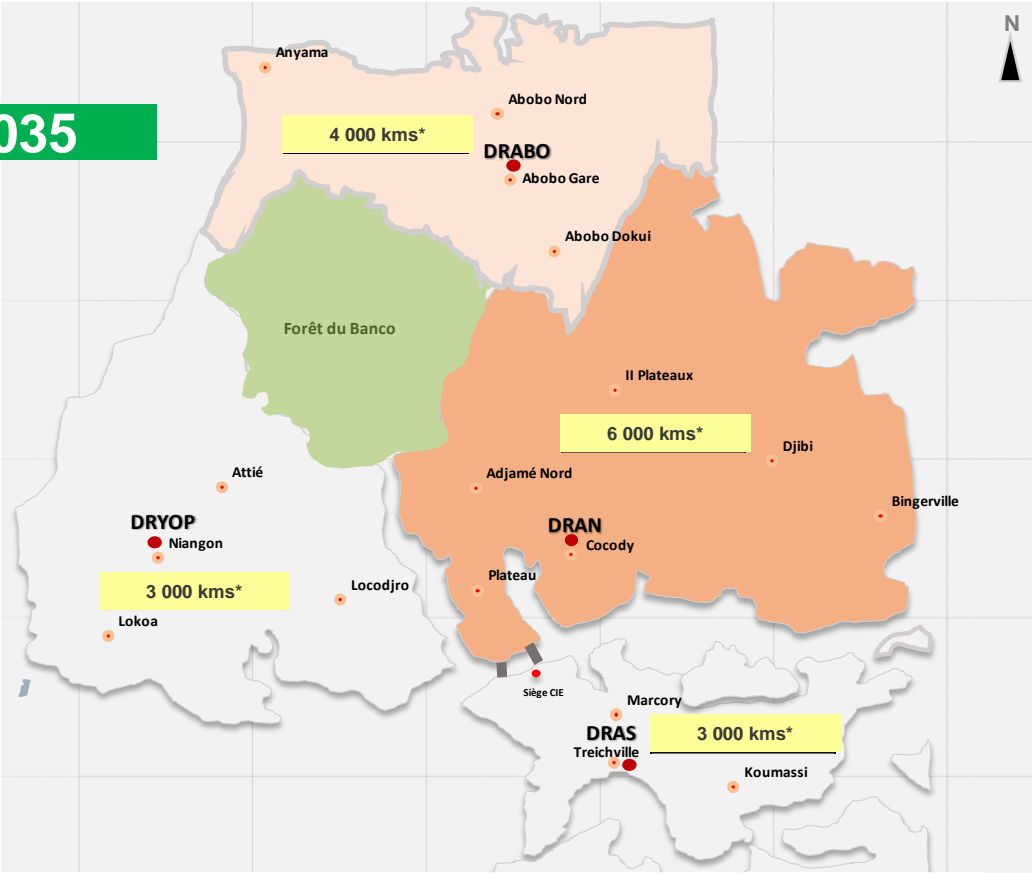 N
Anyama
Abobo Nord
035
4 000 kms*
DRABO
Abobo Gare
Abobo Dokui
Forêt du Banco
II Plateaux
6 000 kms*
Djibi
Attié
Adjamé Nord
Bingerville
DRYOP
Niangon
DRAN
Cocody
3 000 kms*
Locodjro
Plateau
Lokoa
Siège CIE
Marcory
DRAS
3 000 kms*
Treichville
Koumassi